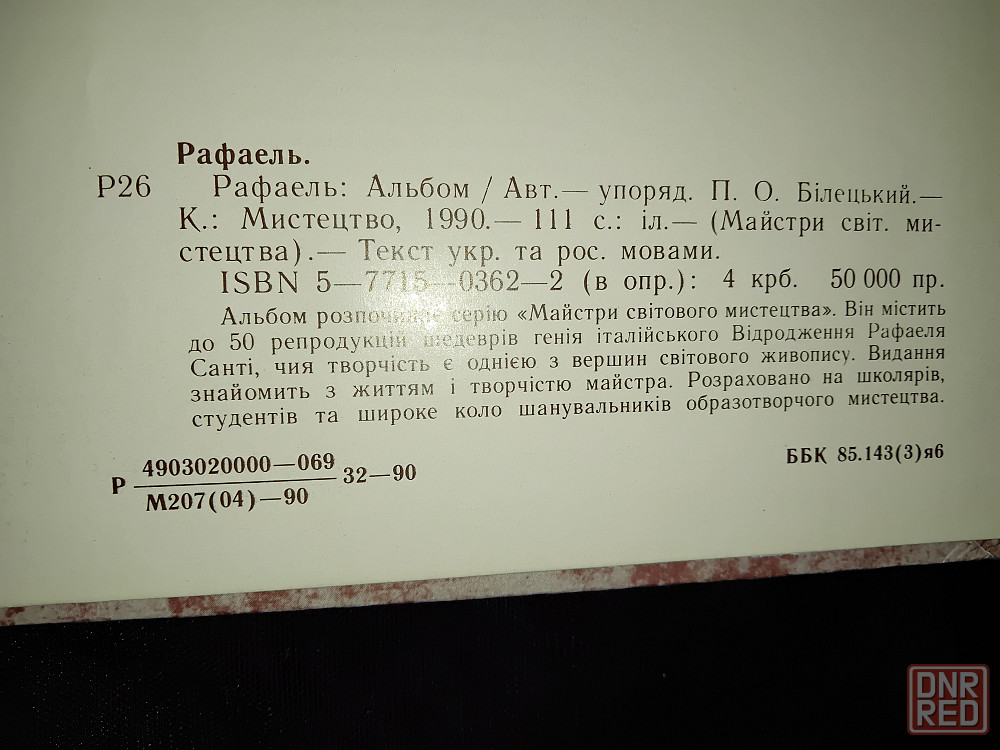 Рафаель.
Р26 Рафаель: Альбом / Авт.— упоряд. П. О. Білецький.—
К.: Мистецтво, 1990.— 111 с.: іл.— (Майстри світ. ми-
стецтва).— Текст укр. та рос. мовами.
ISBN 5—7715—0362—2 (в опр.): 4 крб. 50 000 пр.
Альбом розпочинає серію «Майстри світового мистецтва». Він містить
до 50 репродукцій шедеврів генія італійського Відродження Рафаеля
Санті, чия творчість є однією з вершин світового живопису. Видання
знайомить з життям і творчістю майстра. Розраховано на школярів,
студентів та широке коло шанувальників образотворчого мистецтва.
Р 4903020000—069 32—90
М207(04)—90
ББК 85.143(3)я6
DNR
RED